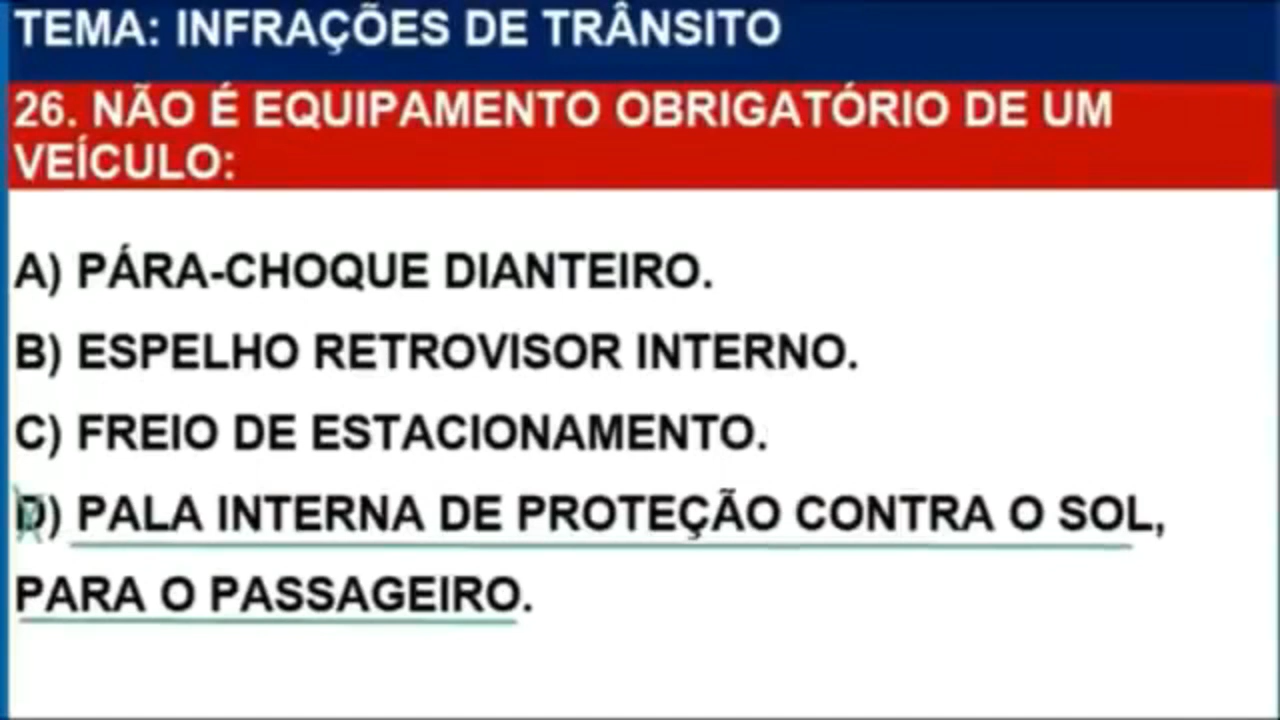 TEMA: INFRAÇÕES DE TRÂNSITO
26. NÃO É EQUIPAMENTO OBRIGATÓRIO DE UM
VEÍCULO:
A) PÁRA-CHOQUE DIANTEIRO.
B) ESPELHO RETROVISOR INTERNO.
C) FREIO DE ESTACIONAMENTO.
D) PALA INTERNA DE PROTEÇÃO CONTRA O SOL,
PARA O PASSAGEIRO.